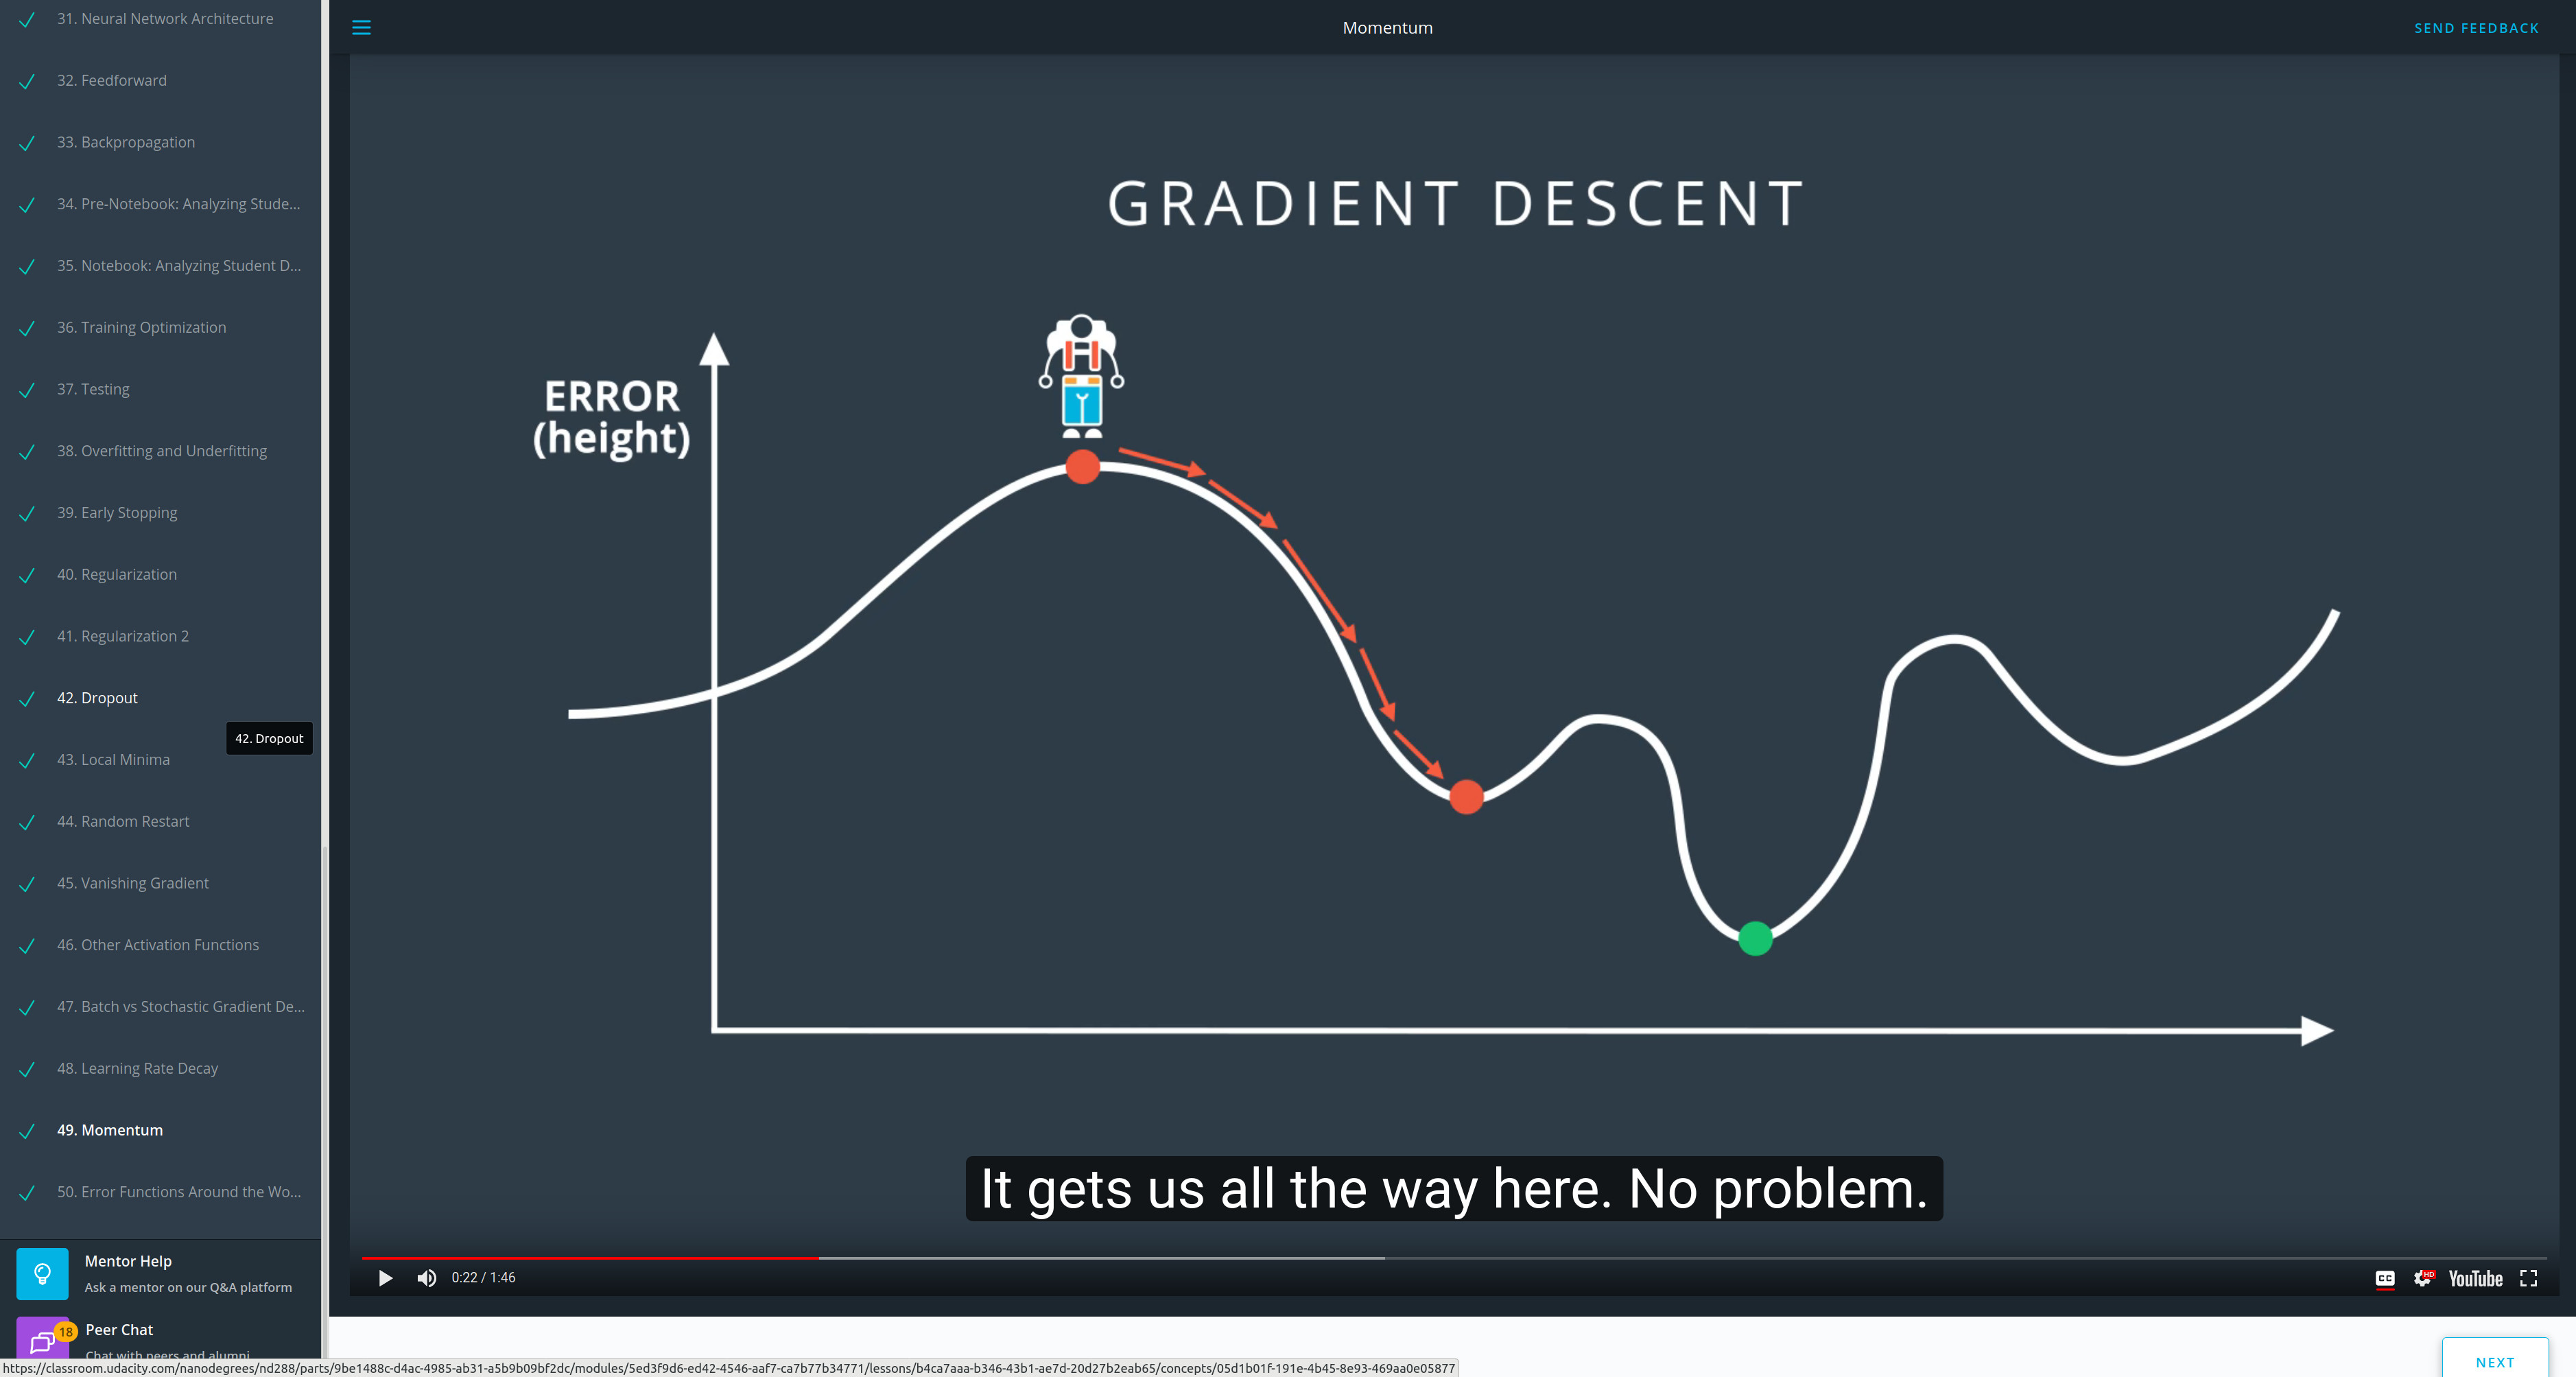 31. Neural Network Architecture
32. Feedforward
33. Backpropagation
34. Pre-Notebook: Analyzing Stude...
35. Notebook: Analyzing Student D...
36. Training Optimization
37. Testing
38. Overfitting and Underfitting
39. Early Stopping
40. Regularization
41. Regularization 2
42. Dropout
42. Dropout
43. Local Minima
44. Random Restart
45. Vanishing Gradient
46. Other Activation Functions
47. Batch vs Stochastic Gradient De...
48. Learning Rate Decay
49. Momentum
50. Error Functions Around the Wo...
Mentor Help
Ask a mentor on our Q&A platform
18
Peer Chat
Chat with peers and alumni
Momentum
SEND FEEDBACK
GRADIENT DESCENT
ERROR
(height)
It gets us all the way here. No problem.
0:22 / 1:46
CC
HD
YouTube
NEXT
https://classroom.udacity.com/nanodegrees/nd288/parts/9be1488c-d4ac-4985-ab31-a5b9b09bf2dc/modules/5ed3f9d6-ed42-4546-aaf7-ca7b77b34771/lessons/b4ca7aaa-b346-43b1-ae7d-20d27b2eab65/concepts/05d1b01f-191e-4b45-8e93-469aa0e05877